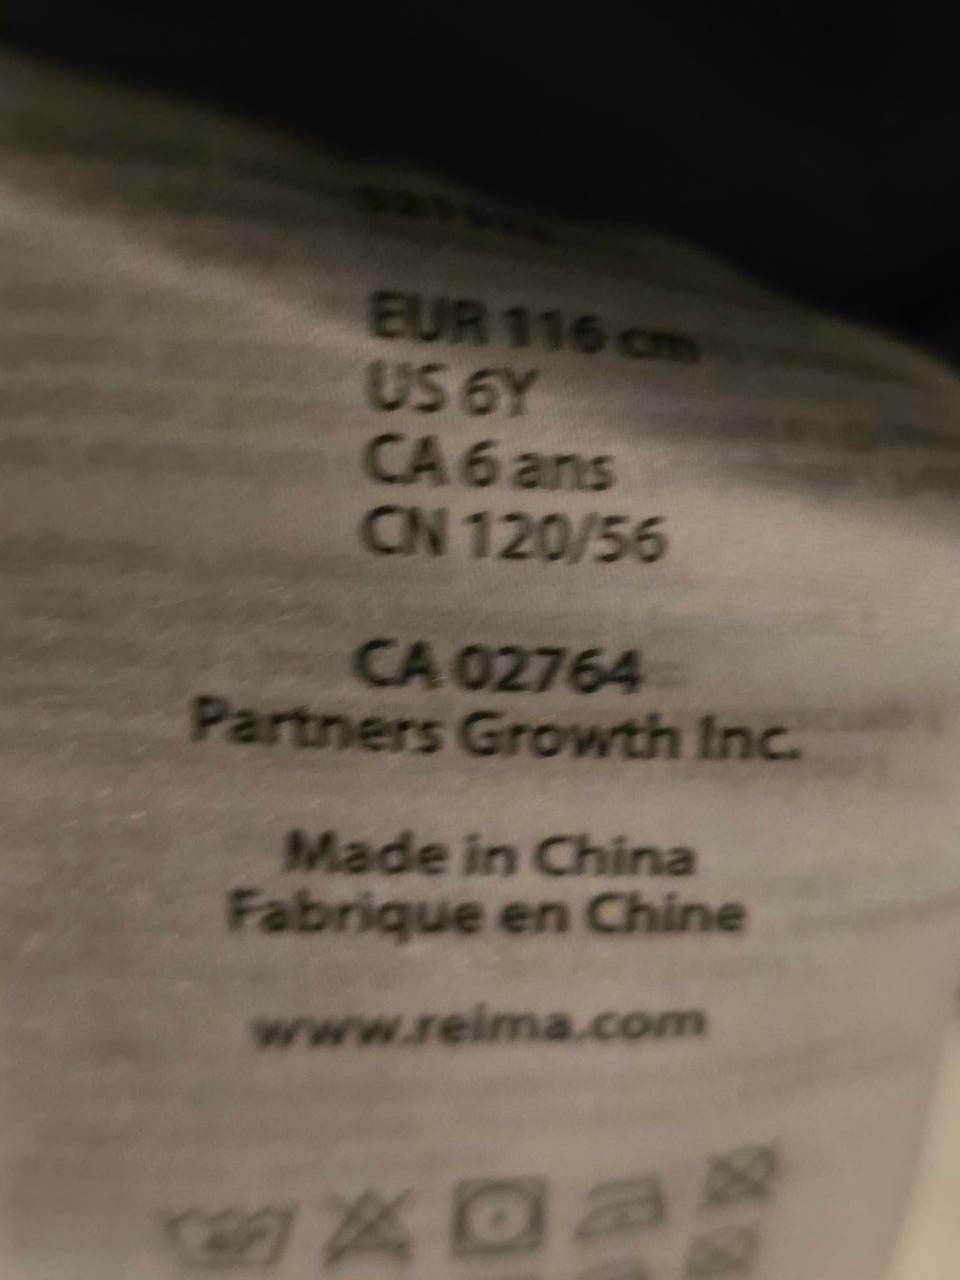 EUR 116 cm
US 6Y
CA 6 ans
CN 120/56
CA 02764
Partners Growth Inc.
Made in China
Fabrique en Chine
www.reima.com